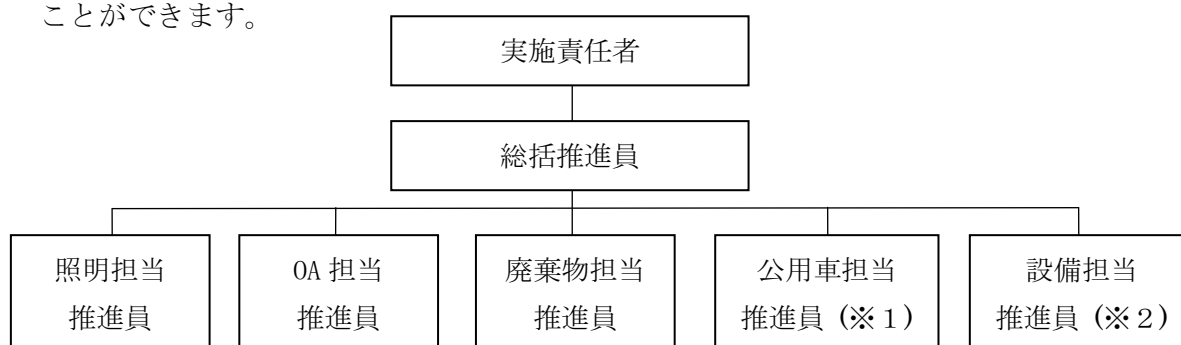 ことができます。
実施責任者
総括推進員
照明担当
推進員
OA 担当
推進員
廃棄物担当
推進員
公用車担当
推進員（※１）
設備担当
推進員（※２）